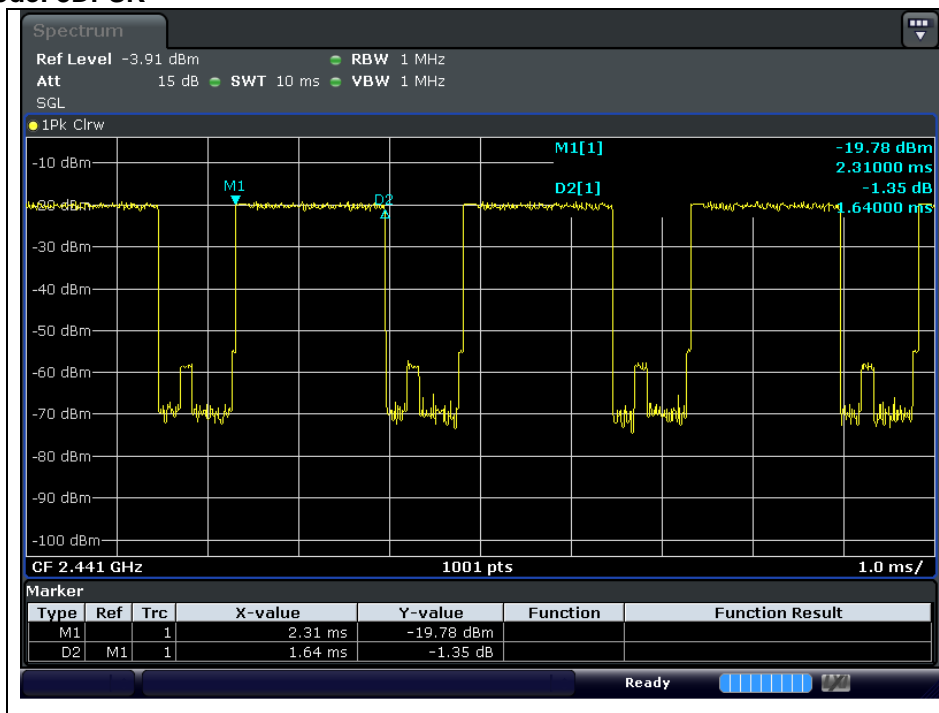 Spectrum
Ref Level -3.91 dBm RBW 1 MHz
Att 15 dB SWT 10 ms VBW 1 MHz
SGL
1Pk Clrw
M1[1] -19.78 dBm
2.31000 ms
D2[1] -1.35 dB
1.64000 ms
M1
D2
-10 dBm
-20 dBm
-30 dBm
-40 dBm
-50 dBm
-60 dBm
-70 dBm
-80 dBm
-90 dBm
-100 dBm
CF 2.441 GHz 1001 pts 1.0 ms/
Marker
Type Ref Trc X-value Y-value Function Function Result
M1 1 2.31 ms -19.78 dBm
D2 M1 1 1.64 ms -1.35 dB
Ready